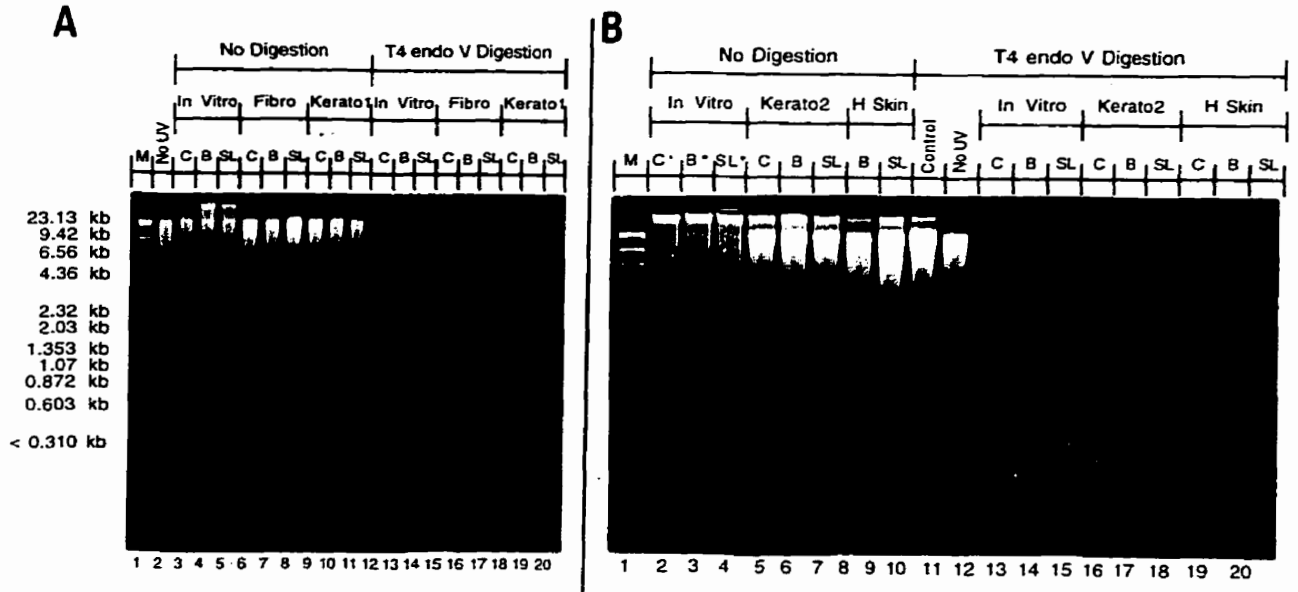 A
No Digestion T4 endo V Digestion
In Vitro Fibro Kerato1 In Vitro Fibro Kerato1
M No UV C B SL C B SL C B SL C B SL C B SL C B SL
23.13 kb
9.42 kb
6.56 kb
4.36 kb
2.32 kb
2.03 kb
1.353 kb
1.07 kb
0.872 kb
0.603 kb
< 0.310 kb
1 2 3 4 5 6 7 8 9 10 11 12 13 14 15 16 17 18 19 20
B
No Digestion T4 endo V Digestion
In Vitro Kerato2 H Skin In Vitro Kerato2 H Skin
M C* B* SL* C B SL B SL Control No UV C B SL C B SL C B SL
1 2 3 4 5 6 7 8 9 10 11 12 13 14 15 16 17 18 19 20